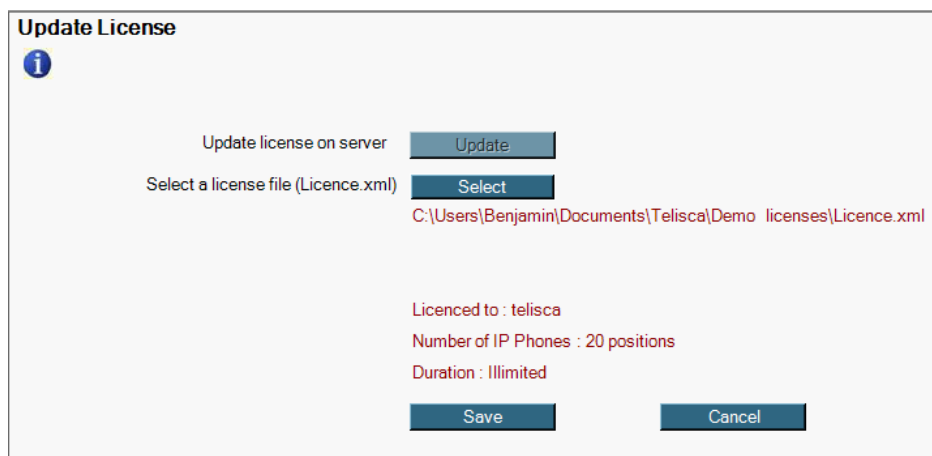 Update License
Update license on server Update
Select a license file (Licence.xml) Select
C:\Users\Benjamin\Documents\Telisca\Demo licenses\Licence.xml
Licenced to : telisca
Number of IP Phones : 20 positions
Duration : Illimited
Save Cancel